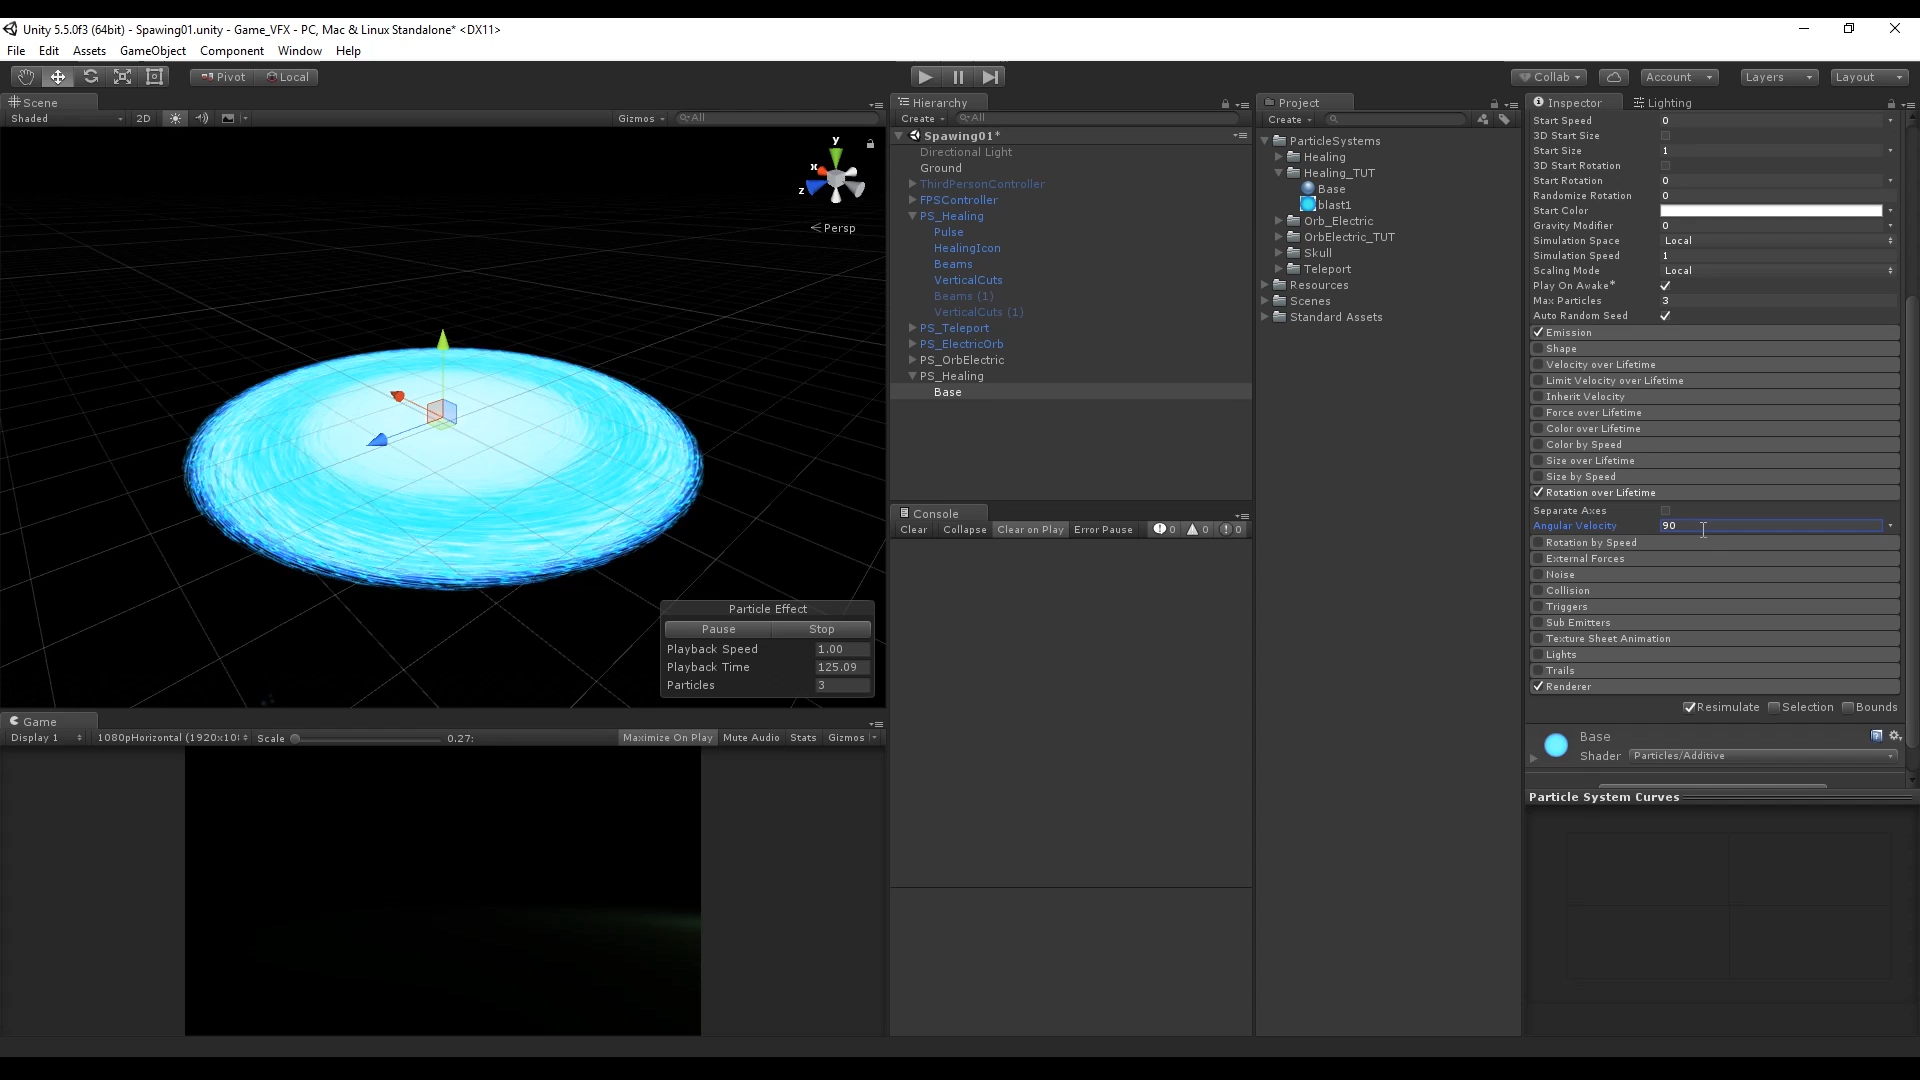 Unity 5.5.0f3 (64bit) - Spawing01.unity - Game_VFX - PC, Mac & Linux Standalone* <DX11>
File Edit Assets GameObject Component Window Help
Pivot Local
Collab Account Layers Layout
Scene
Shaded 2D Gizmos All
y
x
z
Persp
Particle Effect
Pause Stop
Playback Speed 1.00
Playback Time 125.09
Particles 3
Game
Display 1 1080pHorizontal (1920x10 Scale 0.27: Maximize On Play Mute Audio Stats Gizmos
Hierarchy
Create All
Spawing01*
Directional Light
Ground
ThirdPersonController
FPSController
PS_Healing
Pulse
HealingIcon
Beams
VerticalCuts
Beams (1)
VerticalCuts (1)
PS_Teleport
PS_ElectricOrb
PS_OrbElectric
PS_Healing
Base
Console
Clear Collapse Clear on Play Error Pause 0 0 0
Project
Create
ParticleSystems
Healing
Healing_TUT
Base
blast1
Orb_Electric
OrbElectric_TUT
Skull
Teleport
Resources
Scenes
Standard Assets
Inspector Lighting
Start Speed 0
3D Start Size
Start Size 1
3D Start Rotation
Start Rotation 0
Randomize Rotation 0
Start Color
Gravity Modifier 0
Simulation Space Local
Simulation Speed 1
Scaling Mode Local
Play On Awake*
Max Particles 3
Auto Random Seed
Emission
Shape
Velocity over Lifetime
Limit Velocity over Lifetime
Inherit Velocity
Force over Lifetime
Color over Lifetime
Color by Speed
Size over Lifetime
Size by Speed
Rotation over Lifetime
Separate Axes
Angular Velocity 90
Rotation by Speed
External Forces
Noise
Collision
Triggers
Sub Emitters
Texture Sheet Animation
Lights
Trails
Renderer
Resimulate Selection Bounds
Base
Shader Particles/Additive
Particle System Curves